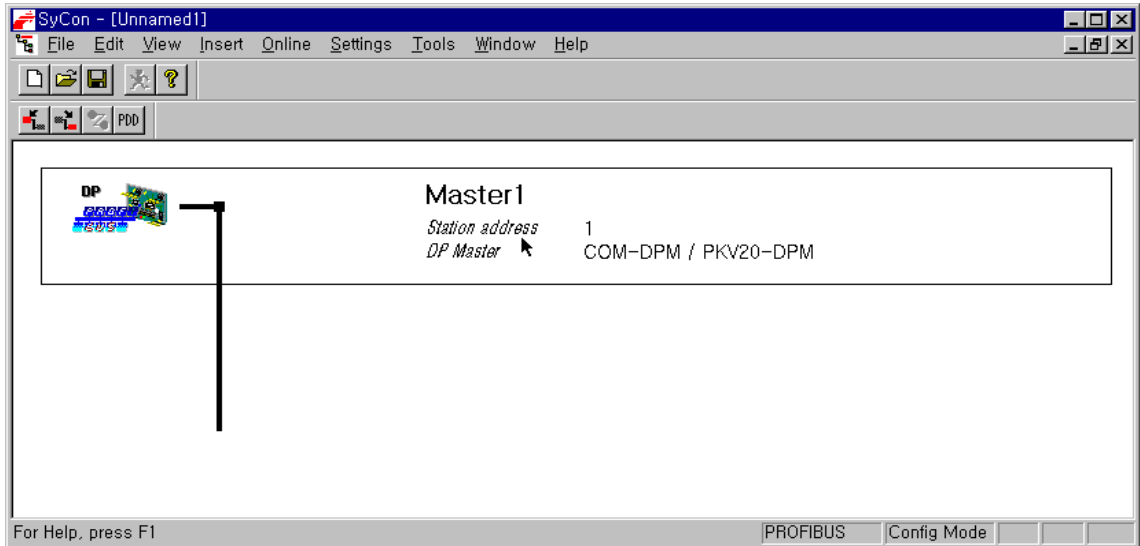 SyCon - [Unnamed1]
File Edit View Insert Online Settings Tools Window Help
PDD
DP
Master1
Station address 1
DP Master COM-DPM / PKV20-DPM
For Help, press F1 PROFIBUS Config Mode